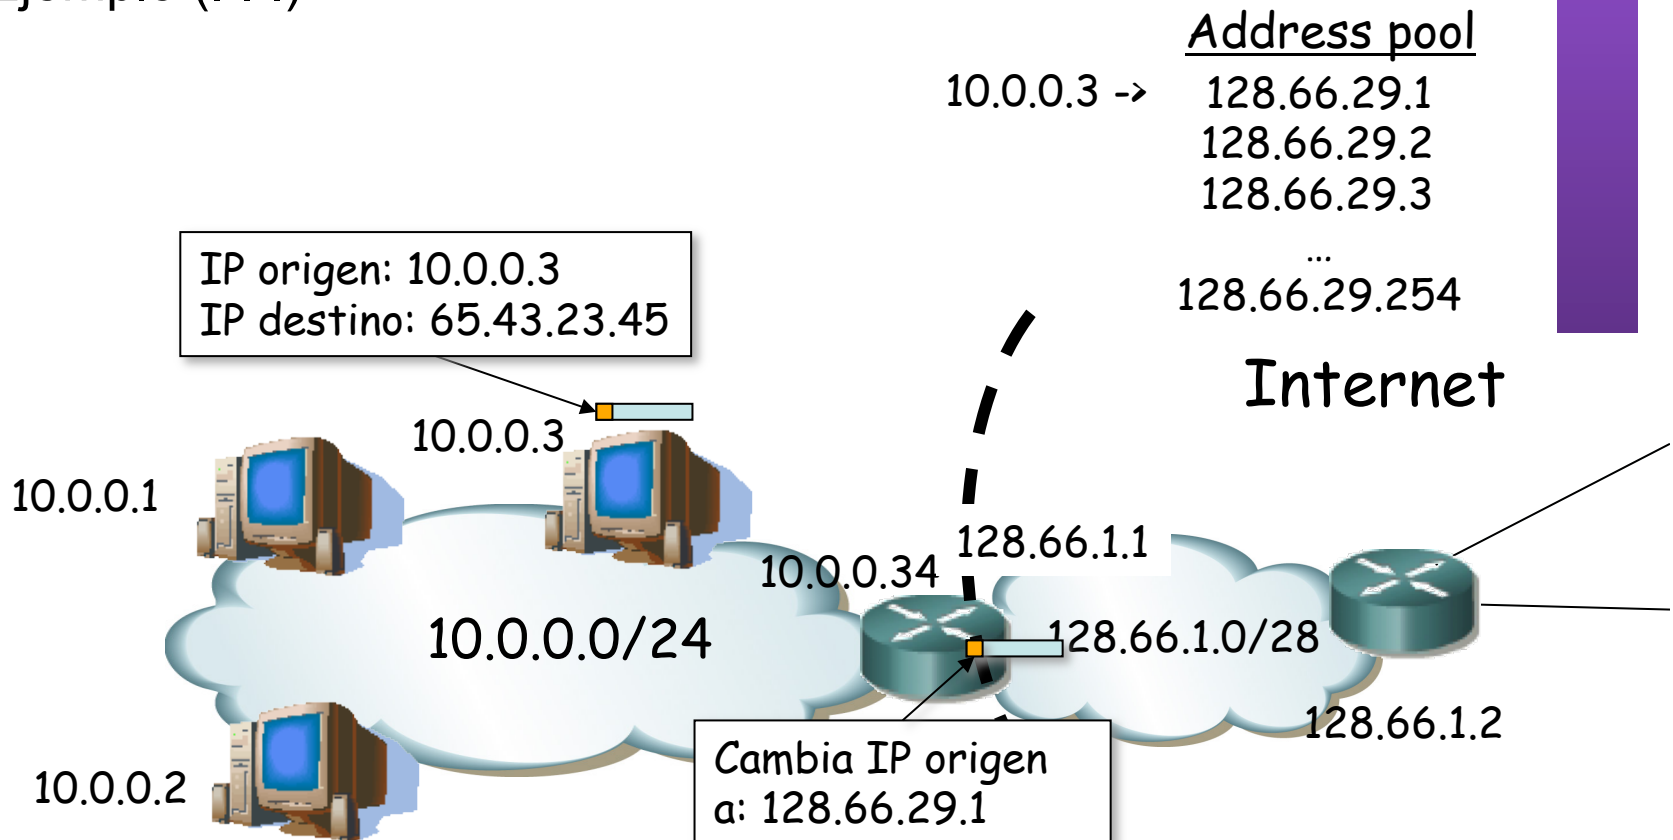 Address pool
10.0.0.3 -> 128.66.29.1
128.66.29.2
128.66.29.3
...
128.66.29.254
IP origen: 10.0.0.3
IP destino: 65.43.23.45
Internet
10.0.0.3
10.0.0.1
128.66.1.1
10.0.0.34
10.0.0.0/24
128.66.1.0/28
128.66.1.2
Cambia IP origen
a: 128.66.29.1
10.0.0.2